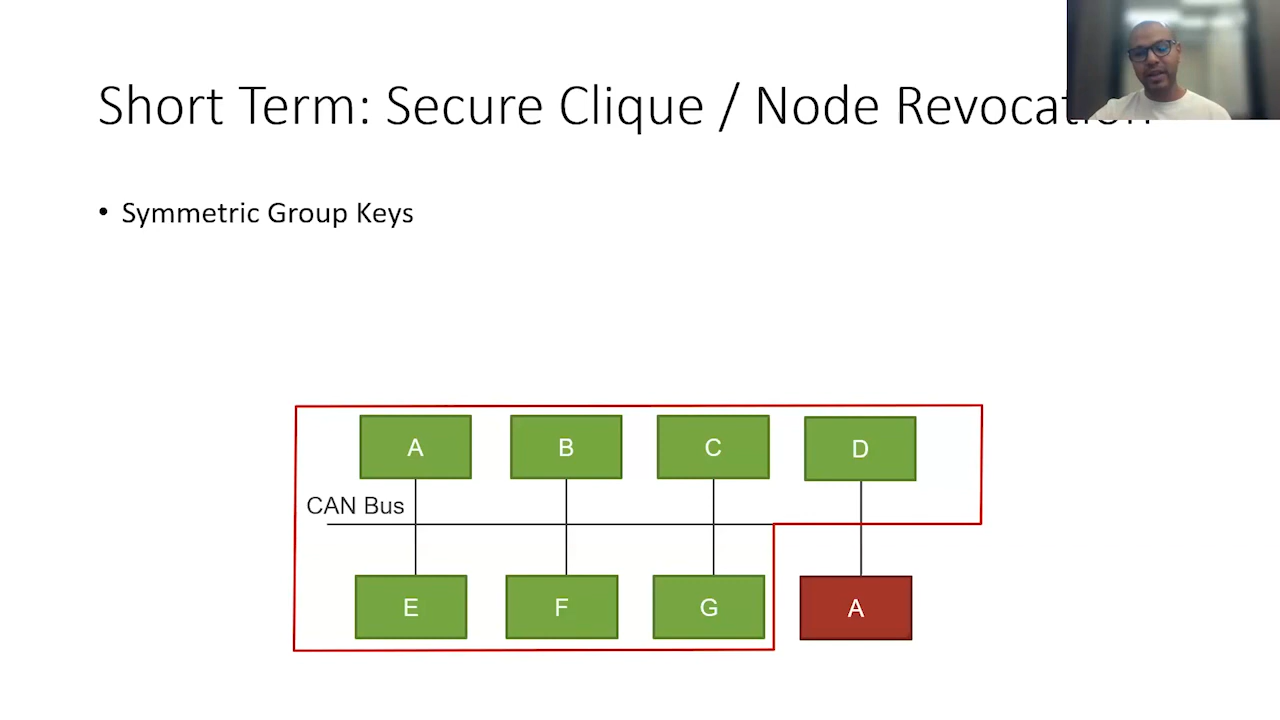 Short Term: Secure Clique / Node Revocation
• Symmetric Group Keys
A B C D
CAN Bus
E F G A